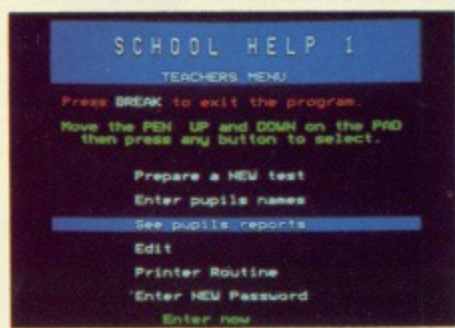 SCHOOL HELP 1
TEACHERS MENU
Press BREAK to exit the program.
Move the PEN UP and DOWN on the PAD
then press any button to select.
Prepare a NEW test
Enter pupils names
See pupils reports
Edit
Printer Routine
Enter NEW Password
Enter now